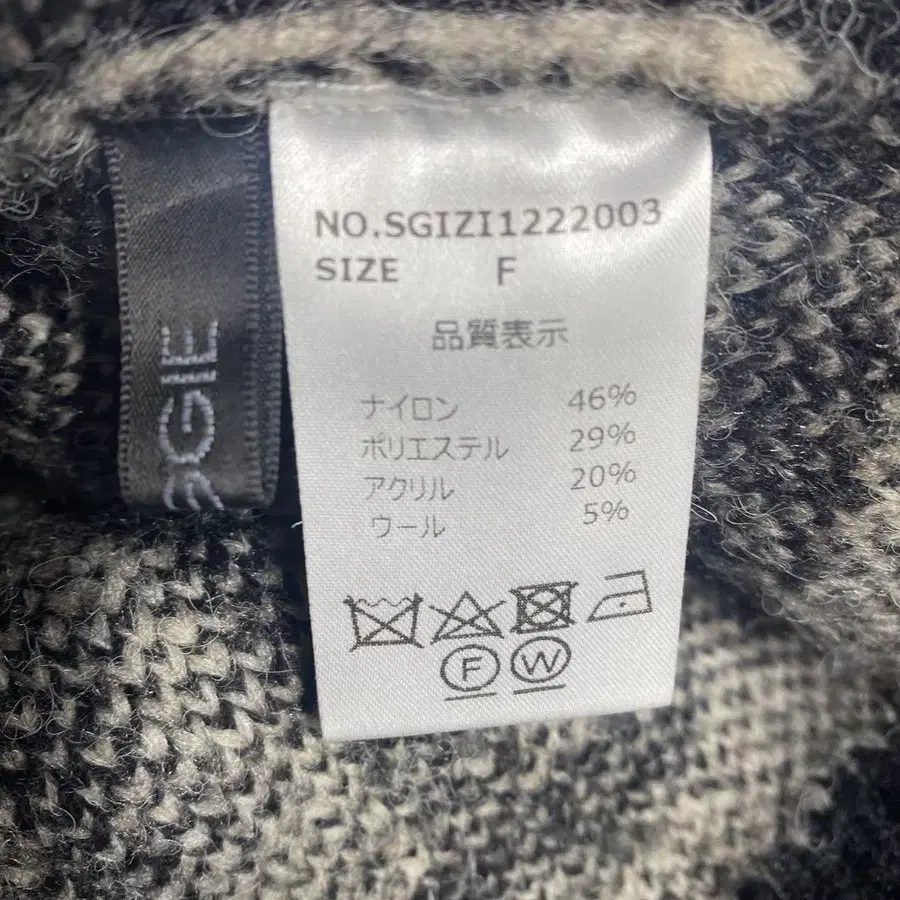 NO.SGIZI1222003
SIZE F
品質表示
ナイロン 46%
ポリエステル 29%
アクリル 20%
ウール 5%
F W